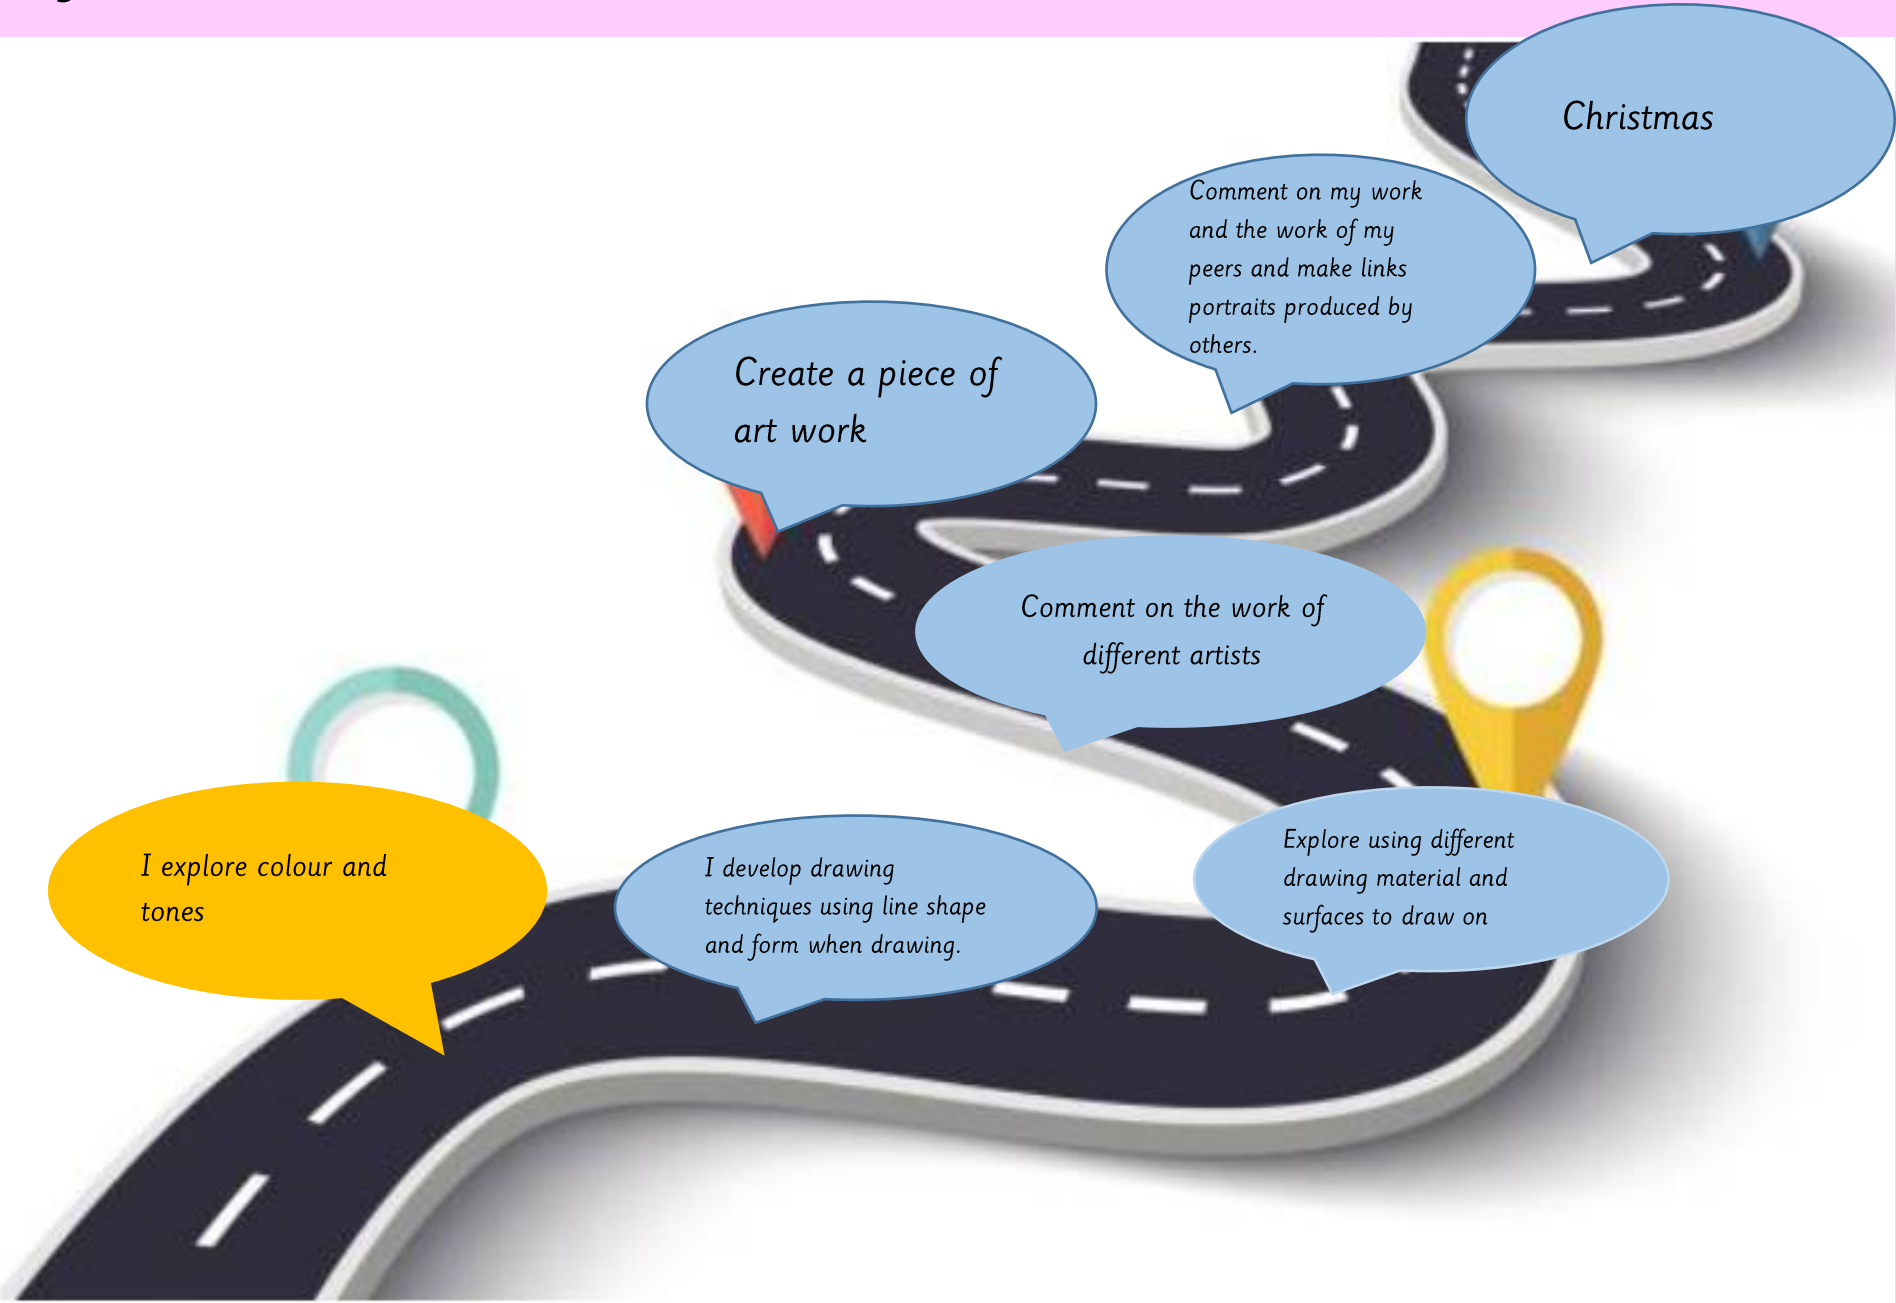 Christmas
Comment on my work
and the work of my
peers and make links
portraits produced by
others.
Create a piece of
art work
Comment on the work of
different artists
I explore colour and
tones
I develop drawing
techniques using line shape
and form when drawing.
Explore using different
drawing material and
surfaces to draw on